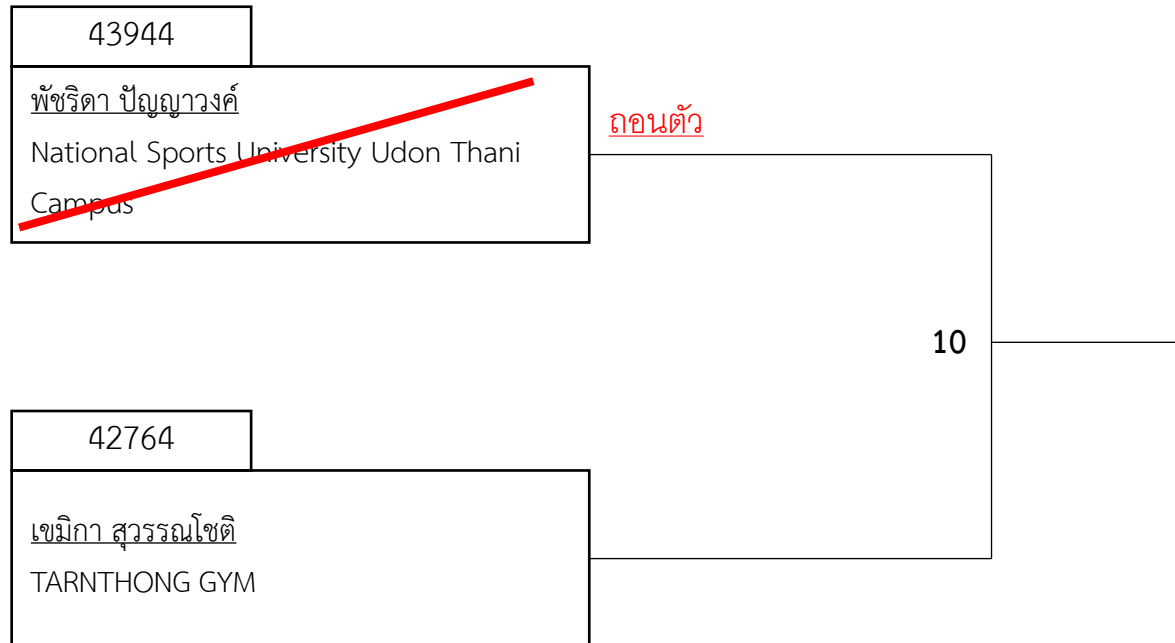 43944
พัชริดา ปัญญาวงค์
National Sports University Udon Thani
Campus
ถอนตัว
10
42764
เขมิกา สุวรรณโชติ
TARNTHONG GYM